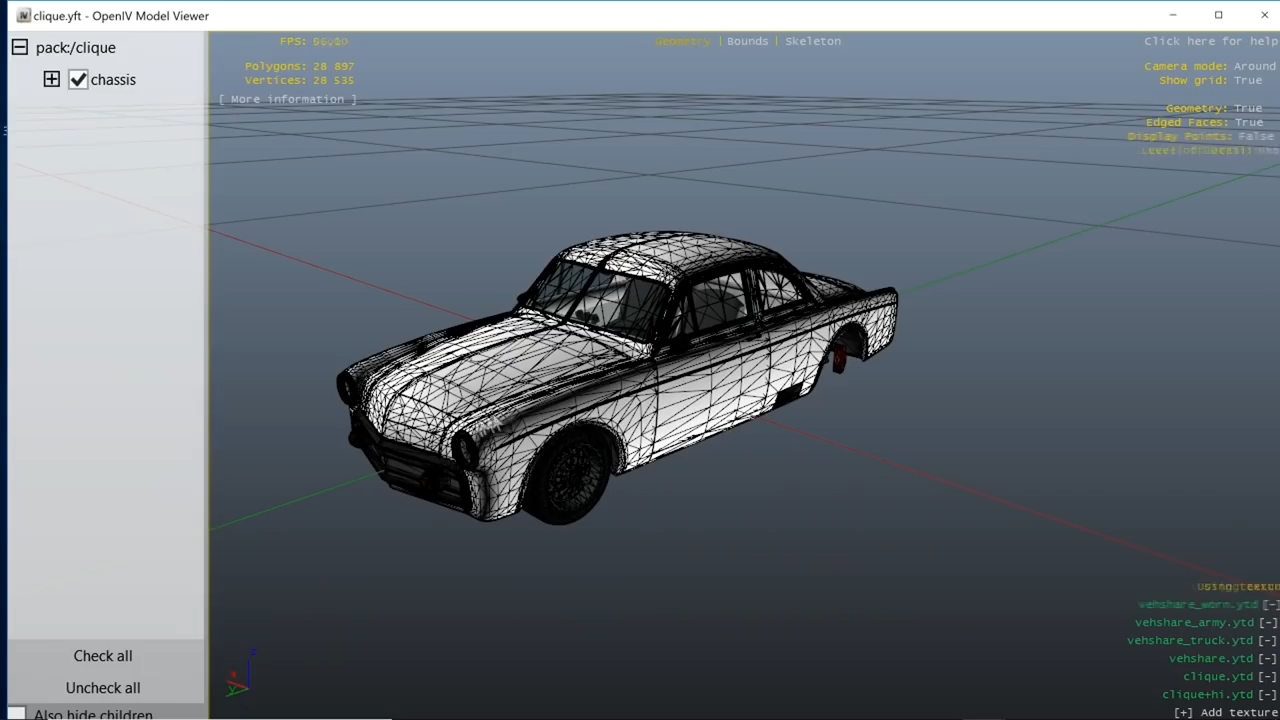 clique.yft - OpenIV Model Viewer
pack:/clique
chassis
Check all
Uncheck all
Also hide children
FPS:
Polygons: 28 897
Vertices: 28 535
[ More information ]
Geometry | Bounds | Skeleton
Click here for help
Camera mode: Around
Show grid: True
Geometry: True
Edged Faces: True
Display Points: False
vehshare_worn.ytd [-]
vehshare_army.ytd [-]
vehshare_truck.ytd [-]
vehshare.ytd [-]
clique.ytd [-]
clique+hi.ytd [-]
[+] Add texture
z
x
y